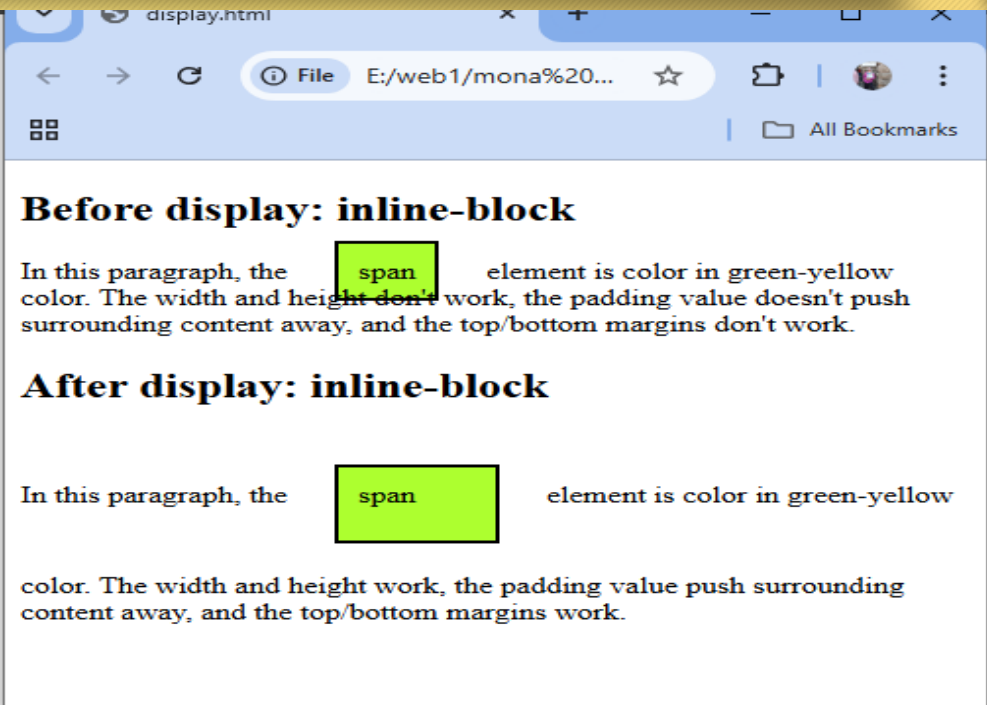 display.html
File E:/web1/mona%20...
All Bookmarks
Before display: inline-block
In this paragraph, the span element is color in green-yellow
color. The width and height don't work, the padding value doesn't push
surrounding content away, and the top/bottom margins don't work.
After display: inline-block
In this paragraph, the span element is color in green-yellow
color. The width and height work, the padding value push surrounding
content away, and the top/bottom margins work.